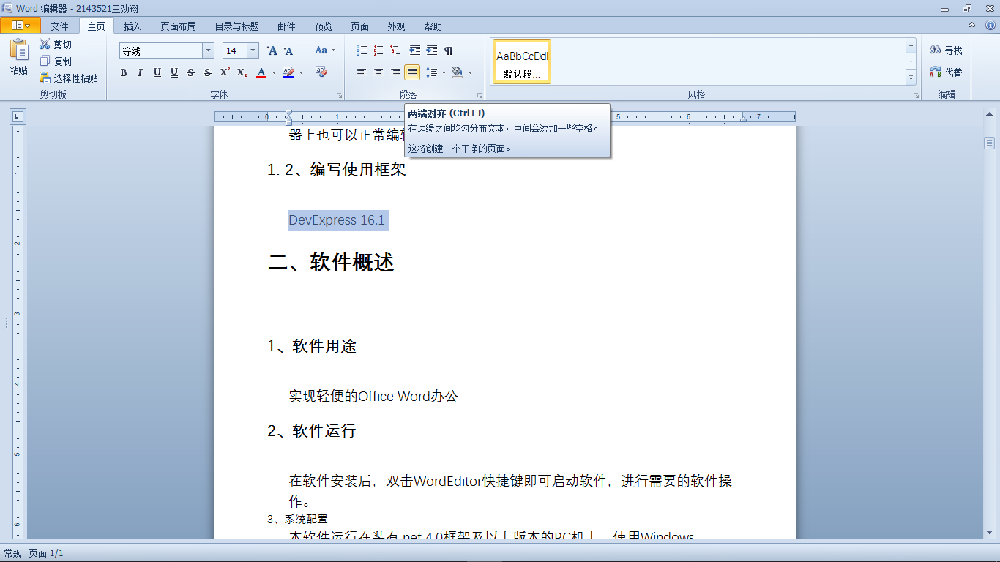 Word 编辑器 - 2143521王劲翔
文件 主页 插入 页面布局 目录与标题 邮件 预览 页面 外观 帮助
粘贴
剪切
复制
选择性粘贴
剪切板
等线 14 A A Aa
B I U U S S X² X₂ A
字体
段落
AaBbCcDd
默认段...
风格
寻找
代替
编辑
0 1 5 6 7
两端对齐 (Ctrl+J)
在边缘之间均匀分布文本，中间会添加一些空格。
这将创建一个干净的页面。
1 2 3 4 5 6
器上也可以正常编
1. 2、编写使用框架
DevExpress 16.1
二、软件概述
1、软件用途
实现轻便的Office Word办公
2、软件运行
在软件安装后，双击WordEditor快捷键即可启动软件，进行需要的软件操
作。
3、系统配置
本软件运行在装有.net 4.0框架及以上版本的PC机上，使用Windows
常规 页面 1/1